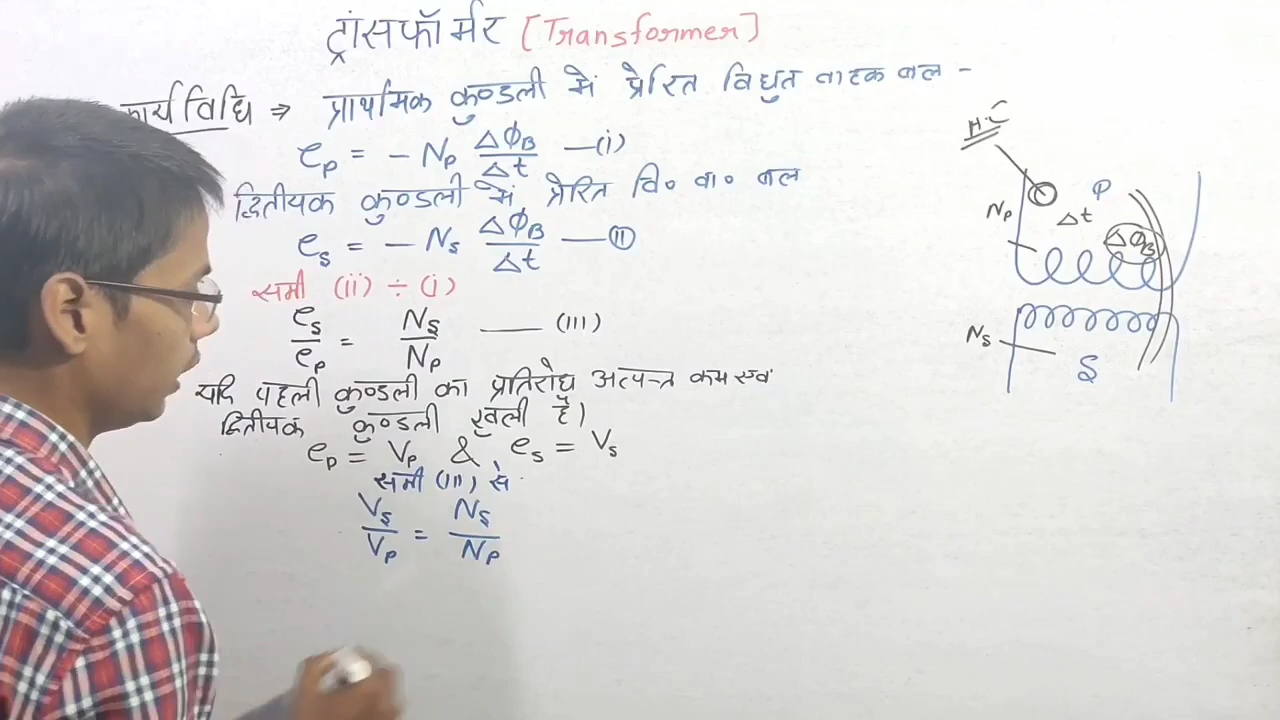 ट्रांसफॉर्मर [Transformer]
कार्यविधि ⇒ प्राथमिक कुण्डली में प्रेरित विधुत वाहक बल -
e_p = - N_p Δϕ_B/Δt —(i)
द्वितीयक कुण्डली में प्रेरित वि० वा० बल
e_s = - N_s Δϕ_B/Δt —(ii)
समी (ii) ÷ (i)
e_s/e_p = N_s/N_p —(iii)
यदि पहली कुण्डली का प्रतिरोध अत्यन्त कम एवं
द्वितीयक कुण्डली खुली है।
e_p = V_p & e_s = V_s
समी (iii) से
V_s/V_p = N_s/N_p
N_p
Δt
P
Δϕ_B
N_s
S